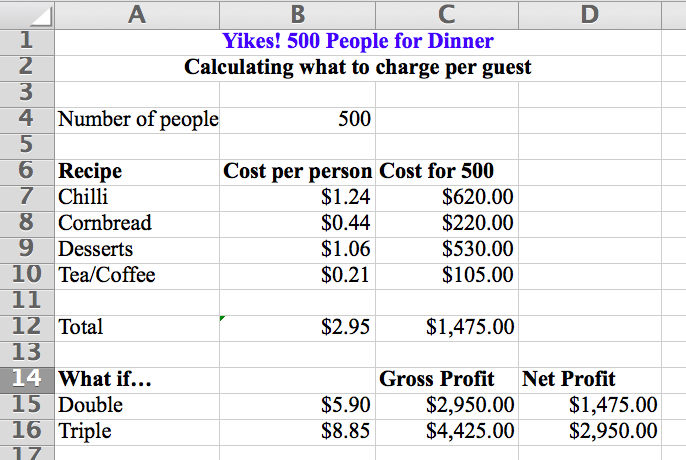 A B C D
1 Yikes! 500 People for Dinner
2 Calculating what to charge per guest
3
4 Number of people 500
5
6 Recipe Cost per person Cost for 500
7 Chilli $1.24 $620.00
8 Cornbread $0.44 $220.00
9 Desserts $1.06 $530.00
10 Tea/Coffee $0.21 $105.00
11
12 Total $2.95 $1,475.00
13
14 What if... Gross Profit Net Profit
15 Double $5.90 $2,950.00 $1,475.00
16 Triple $8.85 $4,425.00 $2,950.00
17